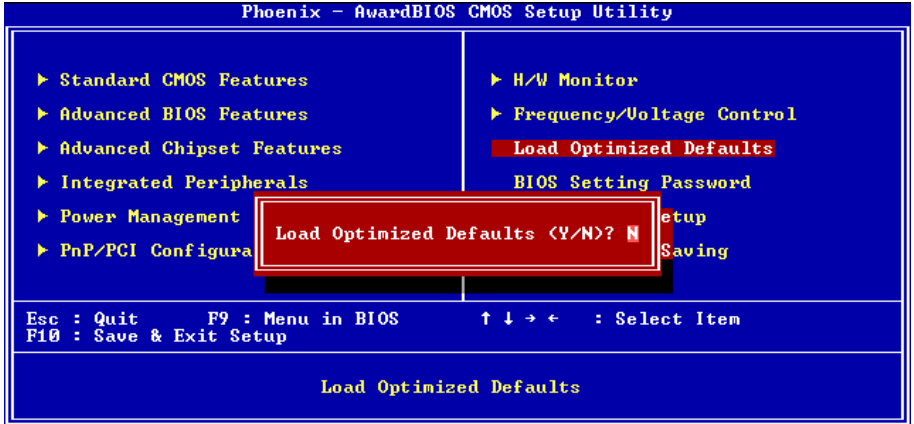 Phoenix - AwardBIOS CMOS Setup Utility
Standard CMOS Features
Advanced BIOS Features
Advanced Chipset Features
Integrated Peripherals
Power Management
PnP/PCI Configura
H/W Monitor
Frequency/Voltage Control
Load Optimized Defaults
BIOS Setting Password
etup
Saving
Load Optimized Defaults (Y/N)? N
Esc : Quit F9 : Menu in BIOS ↑ ↓ → ← : Select Item
F10 : Save & Exit Setup
Load Optimized Defaults